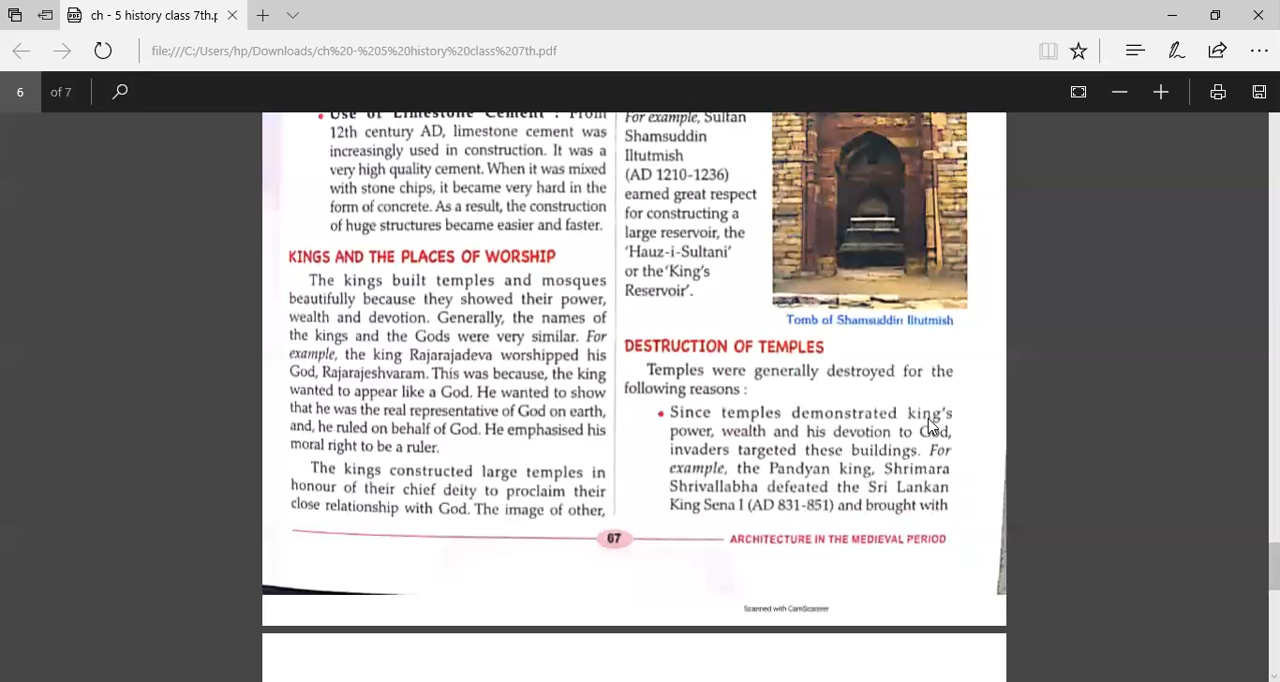 ch - 5 history class 7th.p
file:///C:/Users/hp/Downloads/ch%20-%205%20history%20class%207th.pdf
6 of 7
• Use of Limestone Cement : From
12th century AD, limestone cement was
increasingly used in construction. It was a
very high quality cement. When it was mixed
with stone chips, it became very hard in the
form of concrete. As a result, the construction
of huge structures became easier and faster.
KINGS AND THE PLACES OF WORSHIP
The kings built temples and mosques
beautifully because they showed their power,
wealth and devotion. Generally, the names of
the kings and the Gods were very similar. For
example, the king Rajarajadeva worshipped his
God, Rajarajeshvaram. This was because, the king
wanted to appear like a God. He wanted to show
that he was the real representative of God on earth,
and, he ruled on behalf of God. He emphasised his
moral right to be a ruler.
The kings constructed large temples in
honour of their chief deity to proclaim their
close relationship with God. The image of other,
For example, Sultan
Shamsuddin
Iltutmish
(AD 1210-1236)
earned great respect
for constructing a
large reservoir, the
'Hauz-i-Sultani'
or the 'King's
Reservoir'.
Tomb of Shamsuddin Iltutmish
DESTRUCTION OF TEMPLES
Temples were generally destroyed for the
following reasons :
• Since temples demonstrated king's
power, wealth and his devotion to God,
invaders targeted these buildings. For
example, the Pandyan king, Shrimara
Shrivallabha defeated the Sri Lankan
King Sena I (AD 831-851) and brought with
67
ARCHITECTURE IN THE MEDIEVAL PERIOD
Scanned with CamScanner